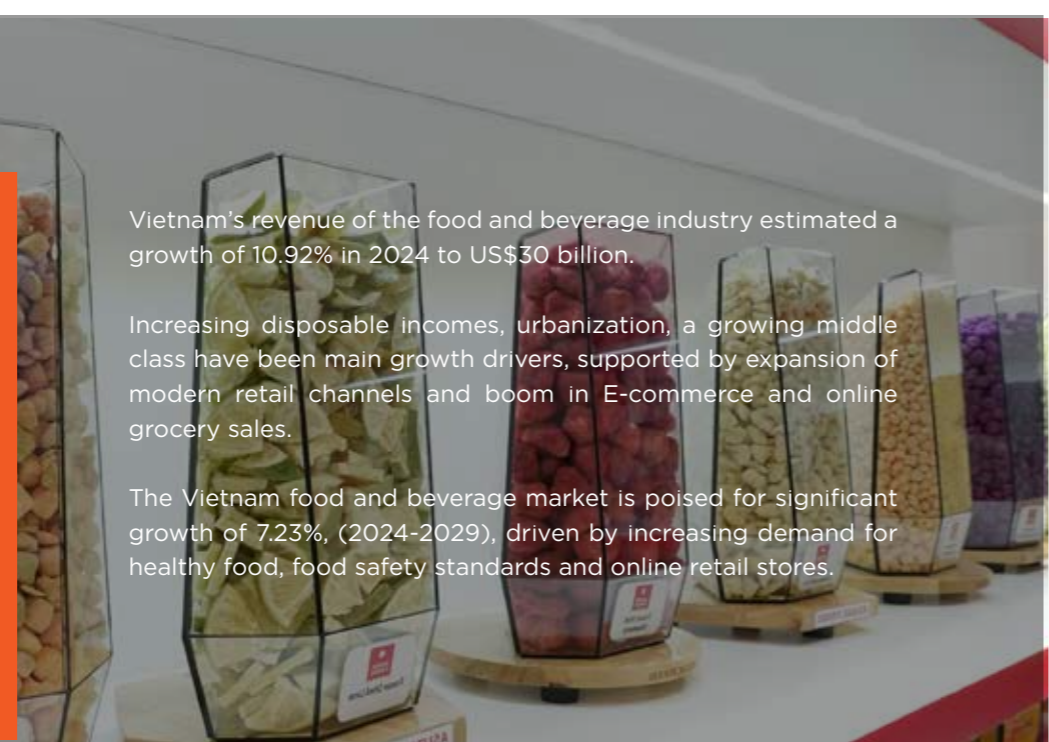 Vietnam's revenue of the food and beverage industry estimated a
growth of 10.92% in 2024 to US$30 billion.
Increasing disposable incomes, urbanization, a growing middle
class have been main growth drivers, supported by expansion of
modern retail channels and boom in E-commerce and online
grocery sales.
The Vietnam food and beverage market is poised for significant
growth of 7.23%, (2024-2029), driven by increasing demand for
healthy food, food safety standards and online retail stores.